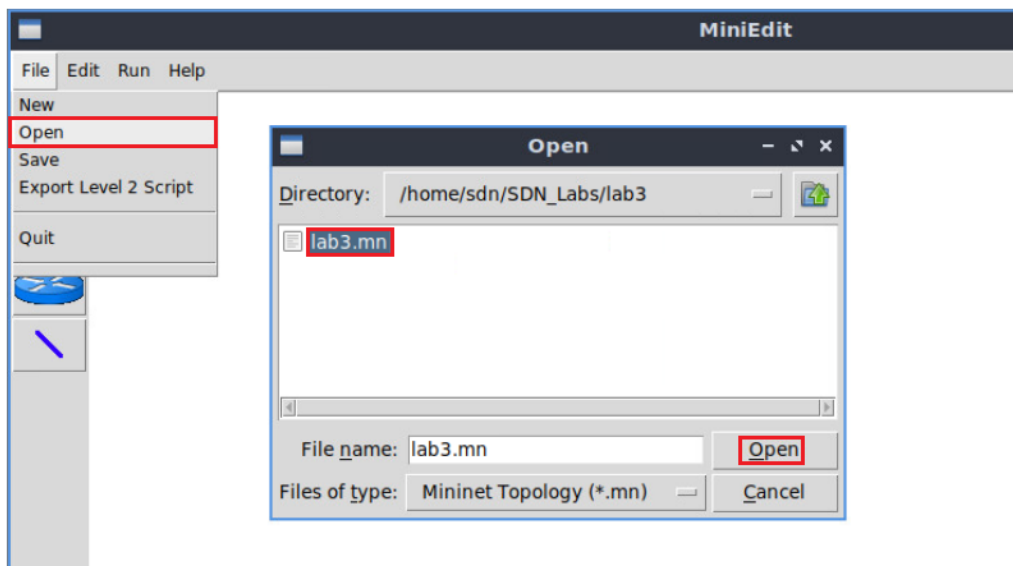 MiniEdit
File Edit Run Help
New
Open
Save
Export Level 2 Script
Quit
Open
Directory: /home/sdn/SDN_Labs/lab3
lab3.mn
File name: lab3.mn Open
Files of type: Mininet Topology (*.mn) Cancel